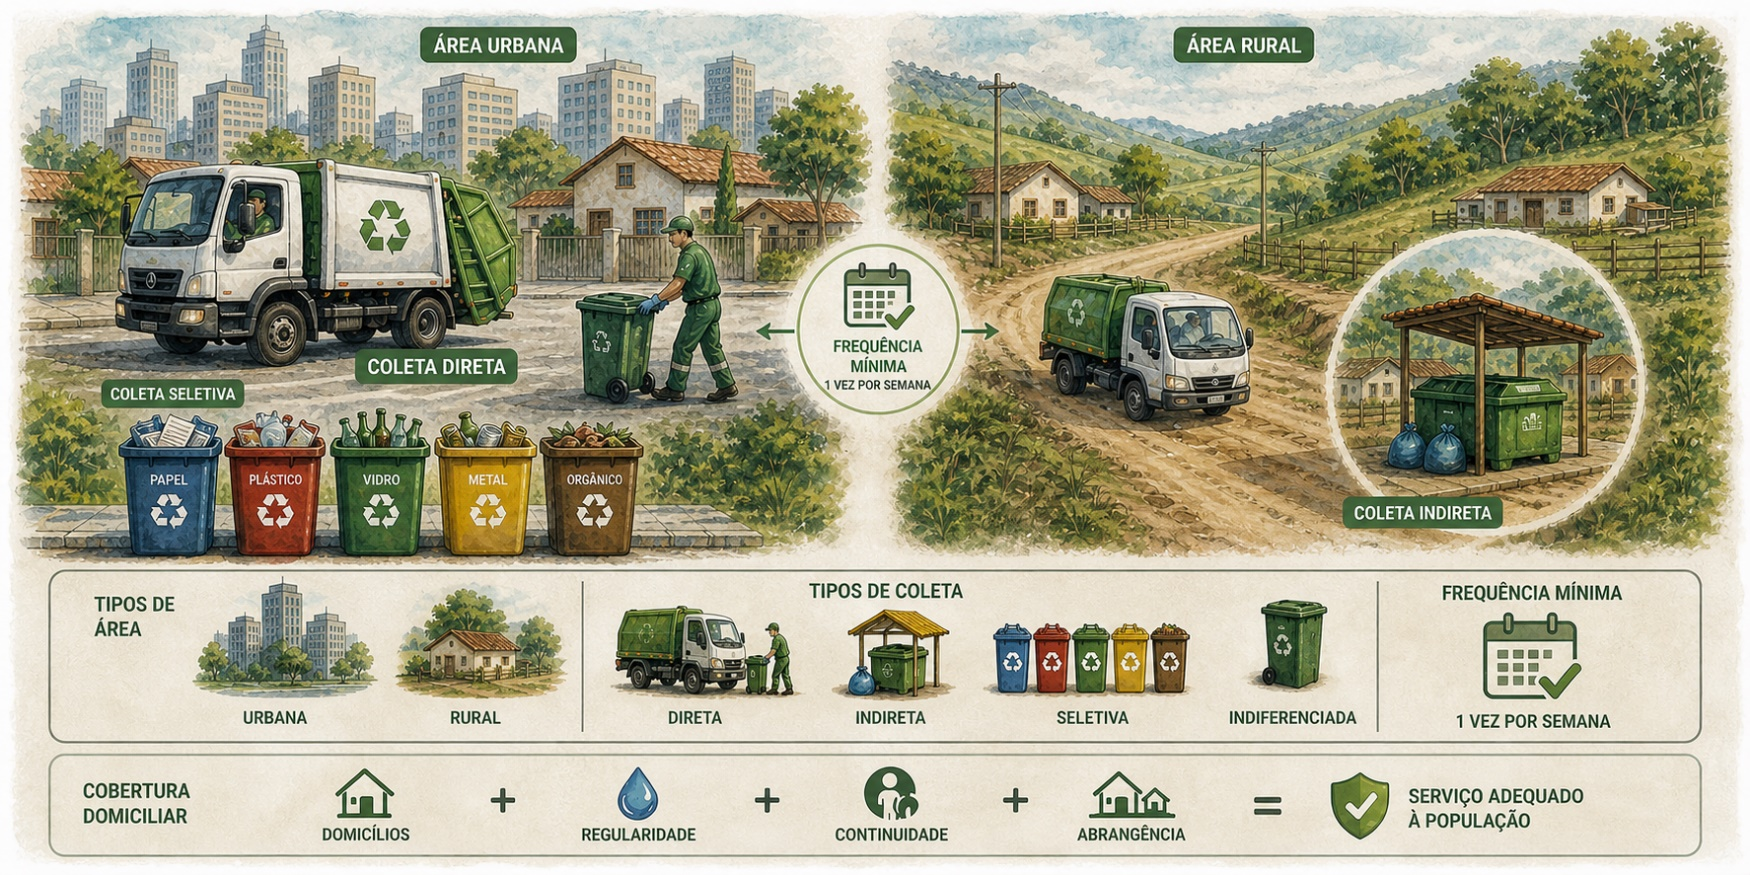 ÁREA URBANA
ÁREA RURAL
FREQUÊNCIA
MÍNIMA
1 VEZ POR SEMANA
COLETA DIRETA
COLETA SELETIVA
PAPEL
PLÁSTICO
VIDRO
METAL
ORGÂNICO
COLETA INDIRETA
TIPOS DE
ÁREA
URBANA
RURAL
TIPOS DE COLETA
DIRETA
INDIRETA
SELETIVA
INDIFERENCIADA
FREQUÊNCIA MÍNIMA
1 VEZ POR SEMANA
COBERTURA
DOMICILIAR
DOMICÍLIOS
+
REGULARIDADE
+
CONTINUIDADE
+
ABRANGÊNCIA
=
SERVIÇO ADEQUADO
À POPULAÇÃO